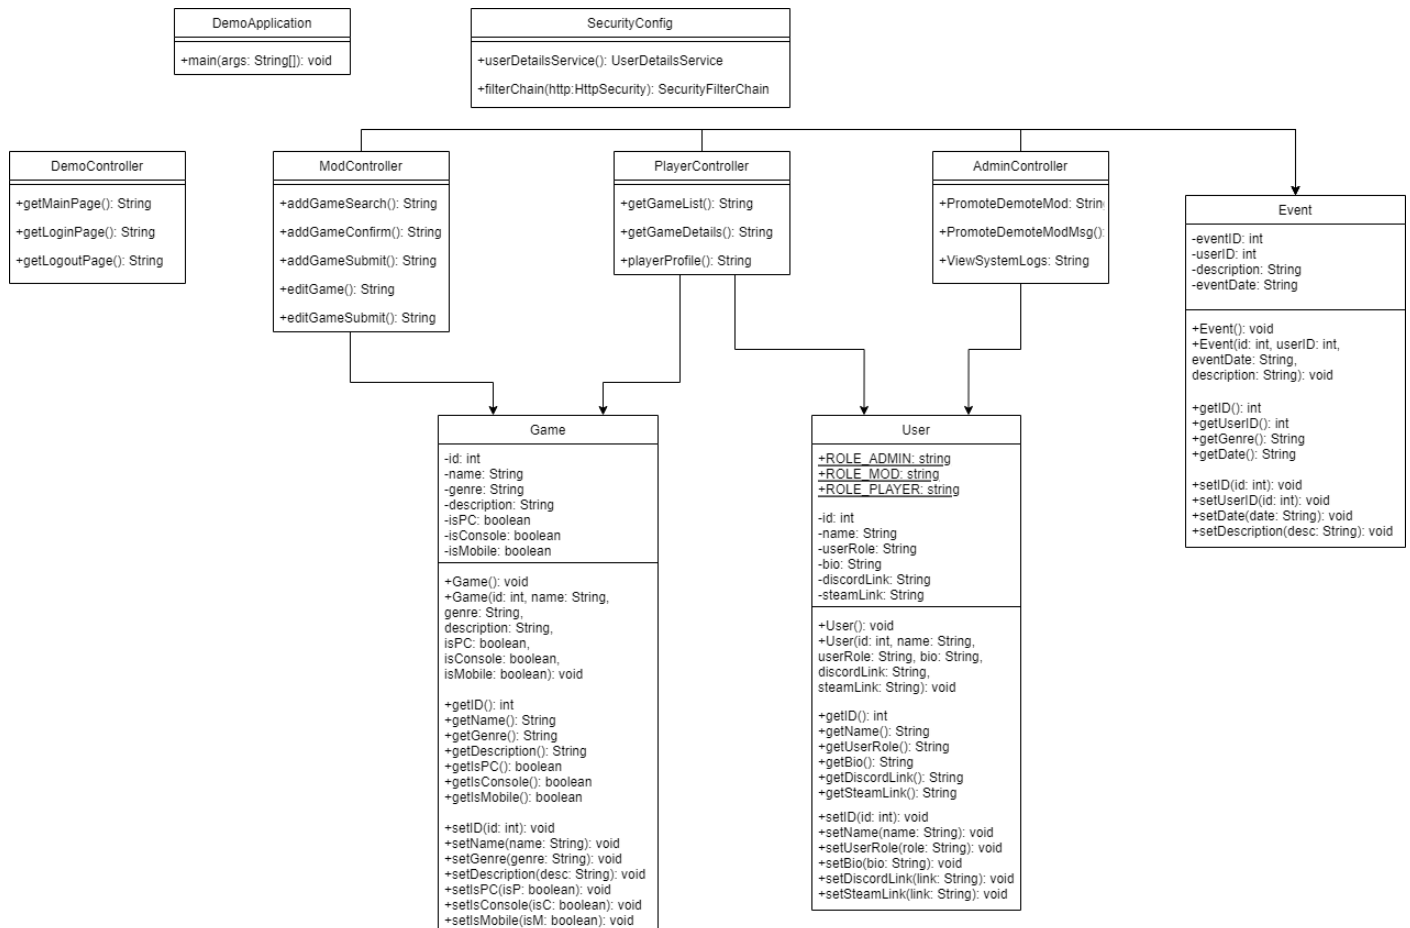 DemoApplication
+main(args: String[]): void
SecurityConfig
+userDetailsService(): UserDetailsService
+filterChain(http:HttpSecurity): SecurityFilterChain
DemoController
+getMainPage(): String
+getLoginPage(): String
+getLogoutPage(): String
ModController
+addGameSearch(): String
+addGameConfirm(): String
+addGameSubmit(): String
+editGame(): String
+editGameSubmit(): String
PlayerController
+getGameList(): String
+getGameDetails(): String
+playerProfile(): String
AdminController
+PromoteDemoteMod: Strin
+PromoteDemoteModMsg():
+ViewSystemLogs: String
Event
-eventID: int
-userID: int
-description: String
-eventDate: String
+Event(): void
+Event(id: int, userID: int,
eventDate: String,
description: String): void
+getID(): int
+getUserID(): int
+getGenre(): String
+getDate(): String
+setID(id: int): void
+setUserID(id: int): void
+setDate(date: String): void
+setDescription(desc: String): void
Game
-id: int
-name: String
-genre: String
-description: String
-isPC: boolean
-isConsole: boolean
-isMobile: boolean
+Game(): void
+Game(id: int, name: String,
genre: String,
description: String,
isPC: boolean,
isConsole: boolean,
isMobile: boolean): void
+getID(): int
+getName(): String
+getGenre(): String
+getDescription(): String
+getIsPC(): boolean
+getIsConsole(): boolean
+getIsMobile(): boolean
+setID(id: int): void
+setName(name: String): void
+setGenre(genre: String): void
+setDescription(desc: String): void
+setIsPC(isP: boolean): void
+setIsConsole(isC: boolean): void
+setIsMobile(isM: boolean): void
User
+ROLE_ADMIN: string
+ROLE_MOD: string
+ROLE_PLAYER: string
-id: int
-name: String
-userRole: String
-bio: String
-discordLink: String
-steamLink: String
+User(): void
+User(id: int, name: String,
userRole: String, bio: String,
discordLink: String,
steamLink: String): void
+getID(): int
+getName(): String
+getUserRole(): String
+getBio(): String
+getDiscordLink(): String
+getSteamLink(): String
+setID(id: int): void
+setName(name: String): void
+setUserRole(role: String): void
+setBio(bio: String): void
+setDiscordLink(link: String): void
+setSteamLink(link: String): void